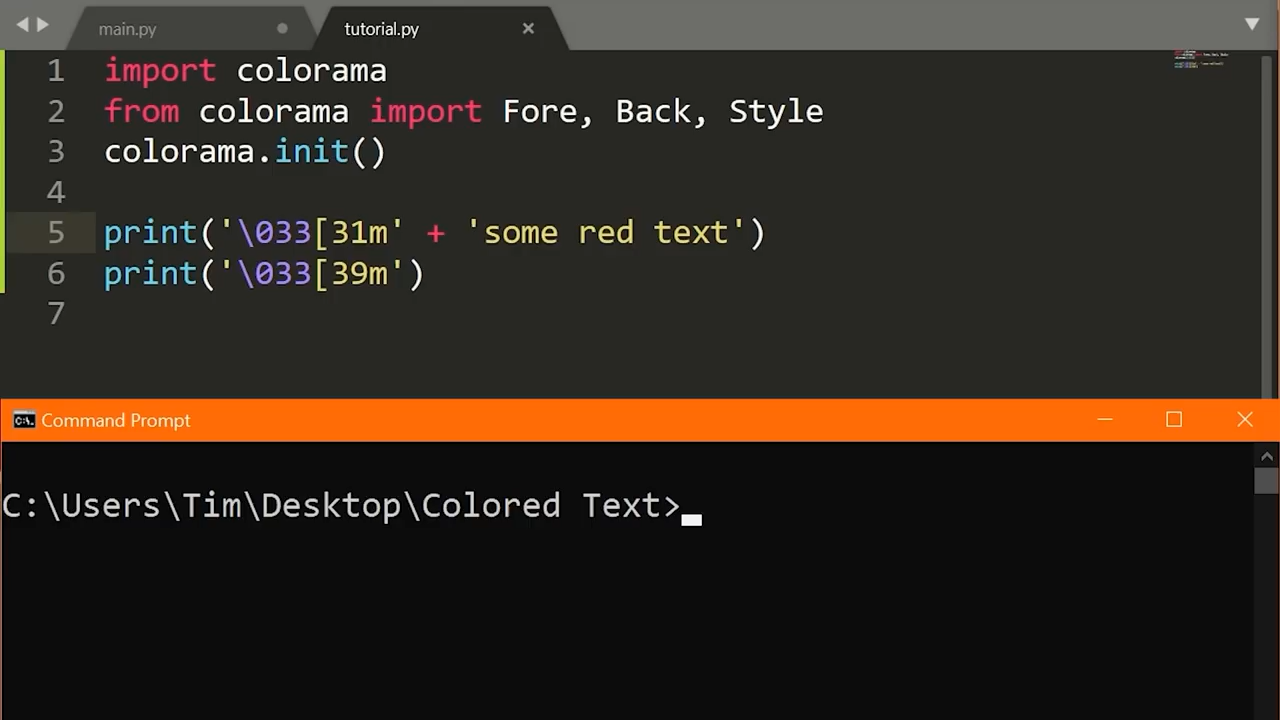 main.py
tutorial.py
1 import colorama
2 from colorama import Fore, Back, Style
3 colorama.init()
4
5 print('\033[31m' + 'some red text')
6 print('\033[39m')
7
C:\. Command Prompt
C:\Users\Tim\Desktop\Colored Text>